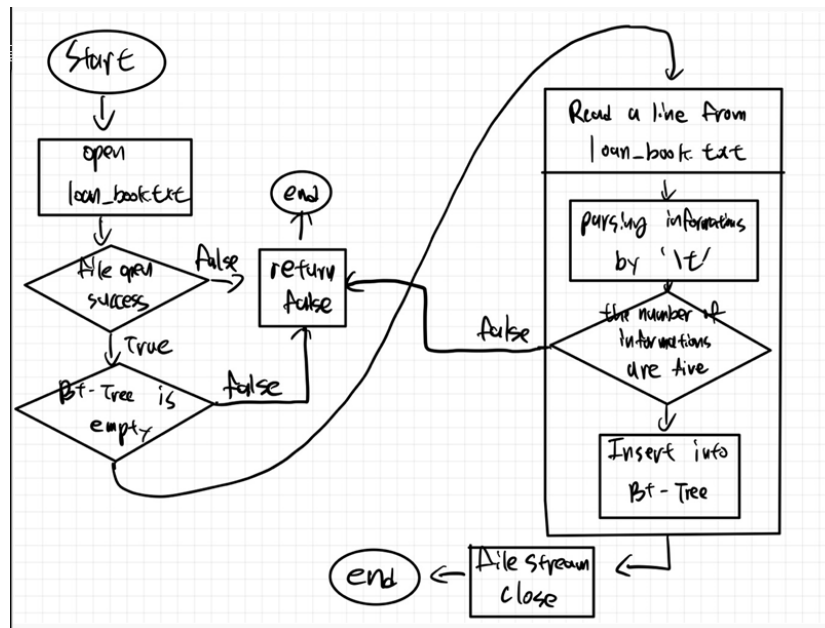 Start
open
loan_book.txt
file open
success
false
True
B+-Tree is
empty
false
return
false
end
Read a line from
loan_book.txt
parsing informations
by '\t'
the number of
informations
are five
false
Insert into
B+-Tree
file stream
close
end